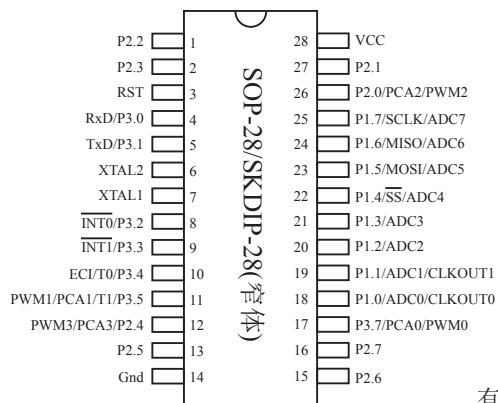 P2.2 1 28 VCC
P2.3 2 27 P2.1
RST 3 26 P2.0/PCA2/PWM2
RxD/P3.0 4 25 P1.7/SCLK/ADC7
TxD/P3.1 5 24 P1.6/MISO/ADC6
XTAL2 6 23 P1.5/MOSI/ADC5
XTAL1 7 22 P1.4/S̅S̅/ADC4
I̅N̅T̅0̅/P3.2 8 21 P1.3/ADC3
I̅N̅T̅1̅/P3.3 9 20 P1.2/ADC2
ECI/T0/P3.4 10 19 P1.1/ADC1/CLKOUT1
PWM1/PCA1/T1/P3.5 11 18 P1.0/ADC0/CLKOUT0
PWM3/PCA3/P2.4 12 17 P3.7/PCA0/PWM0
P2.5 13 16 P2.7
Gnd 14 15 P2.6
SOP-28/SKDIP-28(窄体)
有